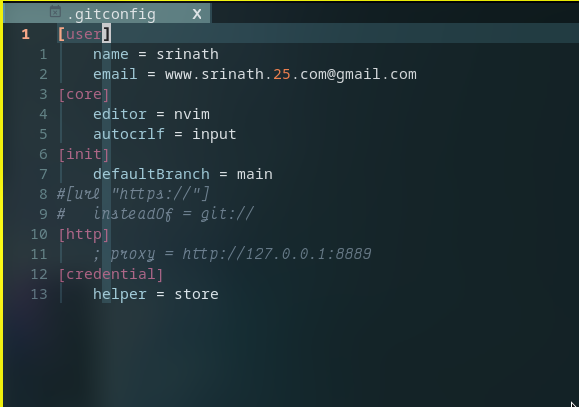 .gitconfig X
1 [user]
1 name = srinath
2 email = www.srinath.25.com@gmail.com
3 [core]
4 editor = nvim
5 autocrlf = input
6 [init]
7 defaultBranch = main
8 #[url "https://"]
9 # insteadOf = git://
10 [http]
11 ; proxy = http://127.0.0.1:8889
12 [credential]
13 helper = store